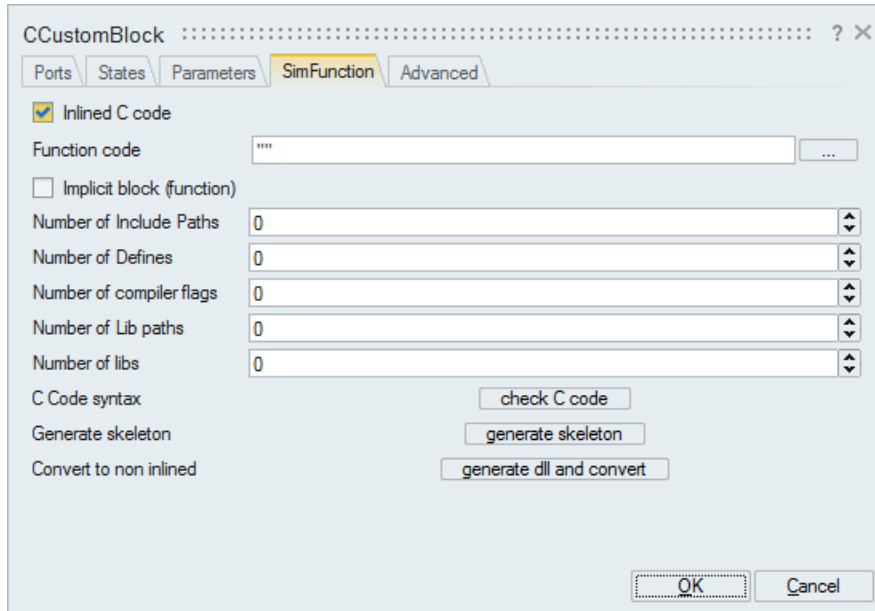 CCustomBlock ? ✕
Ports States Parameters SimFunction Advanced
Inlined C code
Function code """ ...
Implicit block (function)
Number of Include Paths 0
Number of Defines 0
Number of compiler flags 0
Number of Lib paths 0
Number of libs 0
C Code syntax check C code
Generate skeleton generate skeleton
Convert to non inlined generate dll and convert
OK Cancel